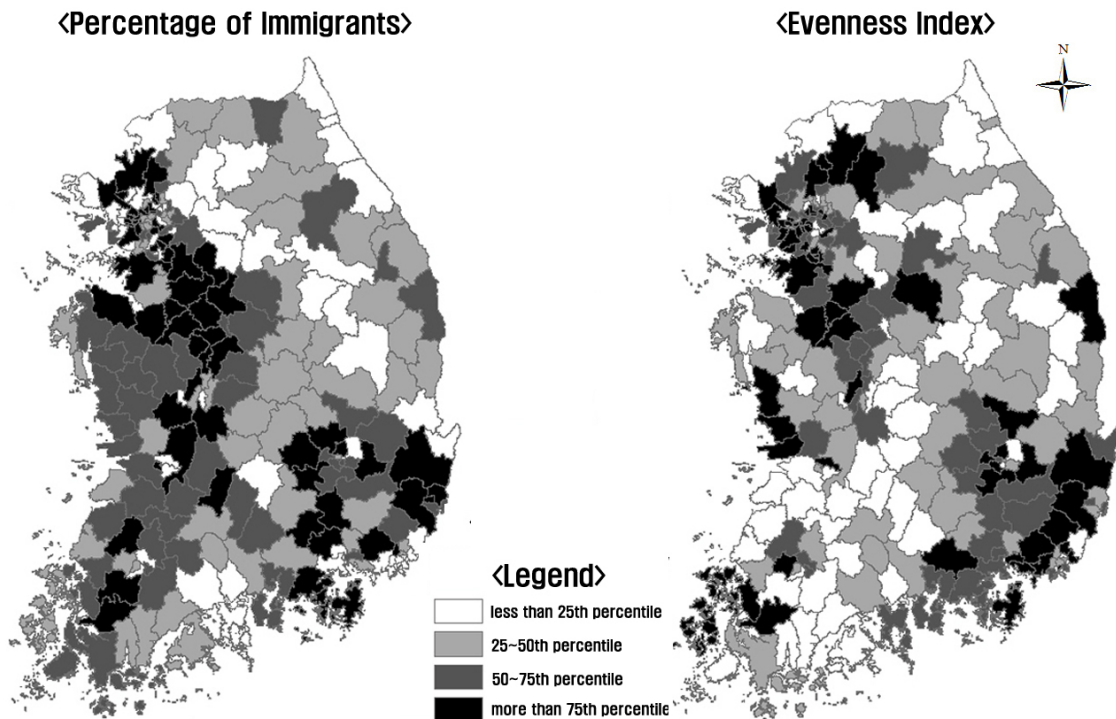 <Percentage of Immigrants>
<Evenness Index>
N
<Legend>
less than 25th percentile
25~50th percentile
50~75th percentile
more than 75th percentile